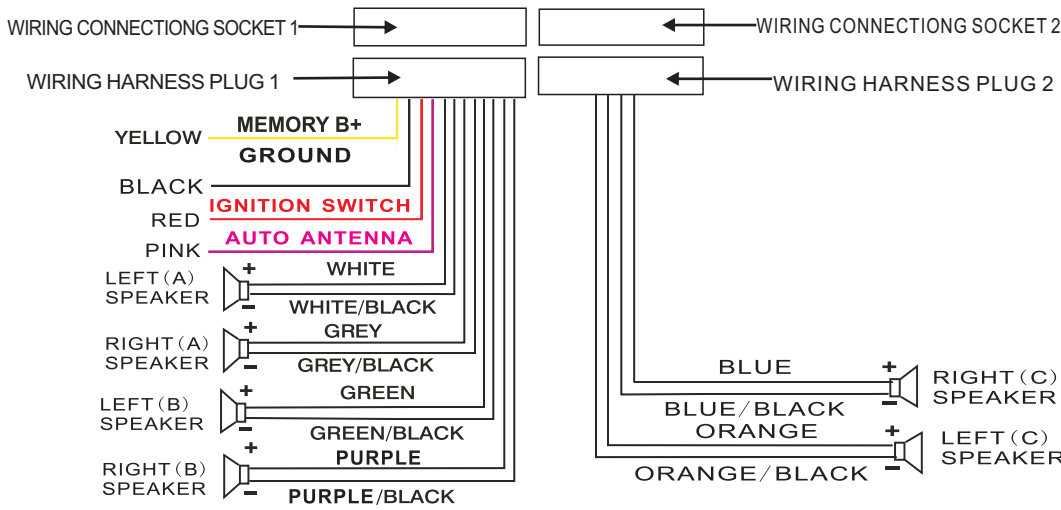 WIRING CONNECTIONG SOCKET 1
WIRING CONNECTIONG SOCKET 2
WIRING HARNESS PLUG 1
WIRING HARNESS PLUG 2
MEMORY B+
YELLOW
GROUND
BLACK
IGNITION SWITCH
RED
AUTO ANTENNA
PINK
LEFT (A)
SPEAKER
+
WHITE
−
WHITE/BLACK
RIGHT (A)
SPEAKER
+
GREY
−
GREY/BLACK
LEFT (B)
SPEAKER
+
GREEN
−
GREEN/BLACK
RIGHT (B)
SPEAKER
+
PURPLE
−
PURPLE/BLACK
BLUE
+
−
RIGHT (C)
SPEAKER
BLUE/BLACK
ORANGE
+
−
LEFT (C)
SPEAKER
ORANGE/BLACK